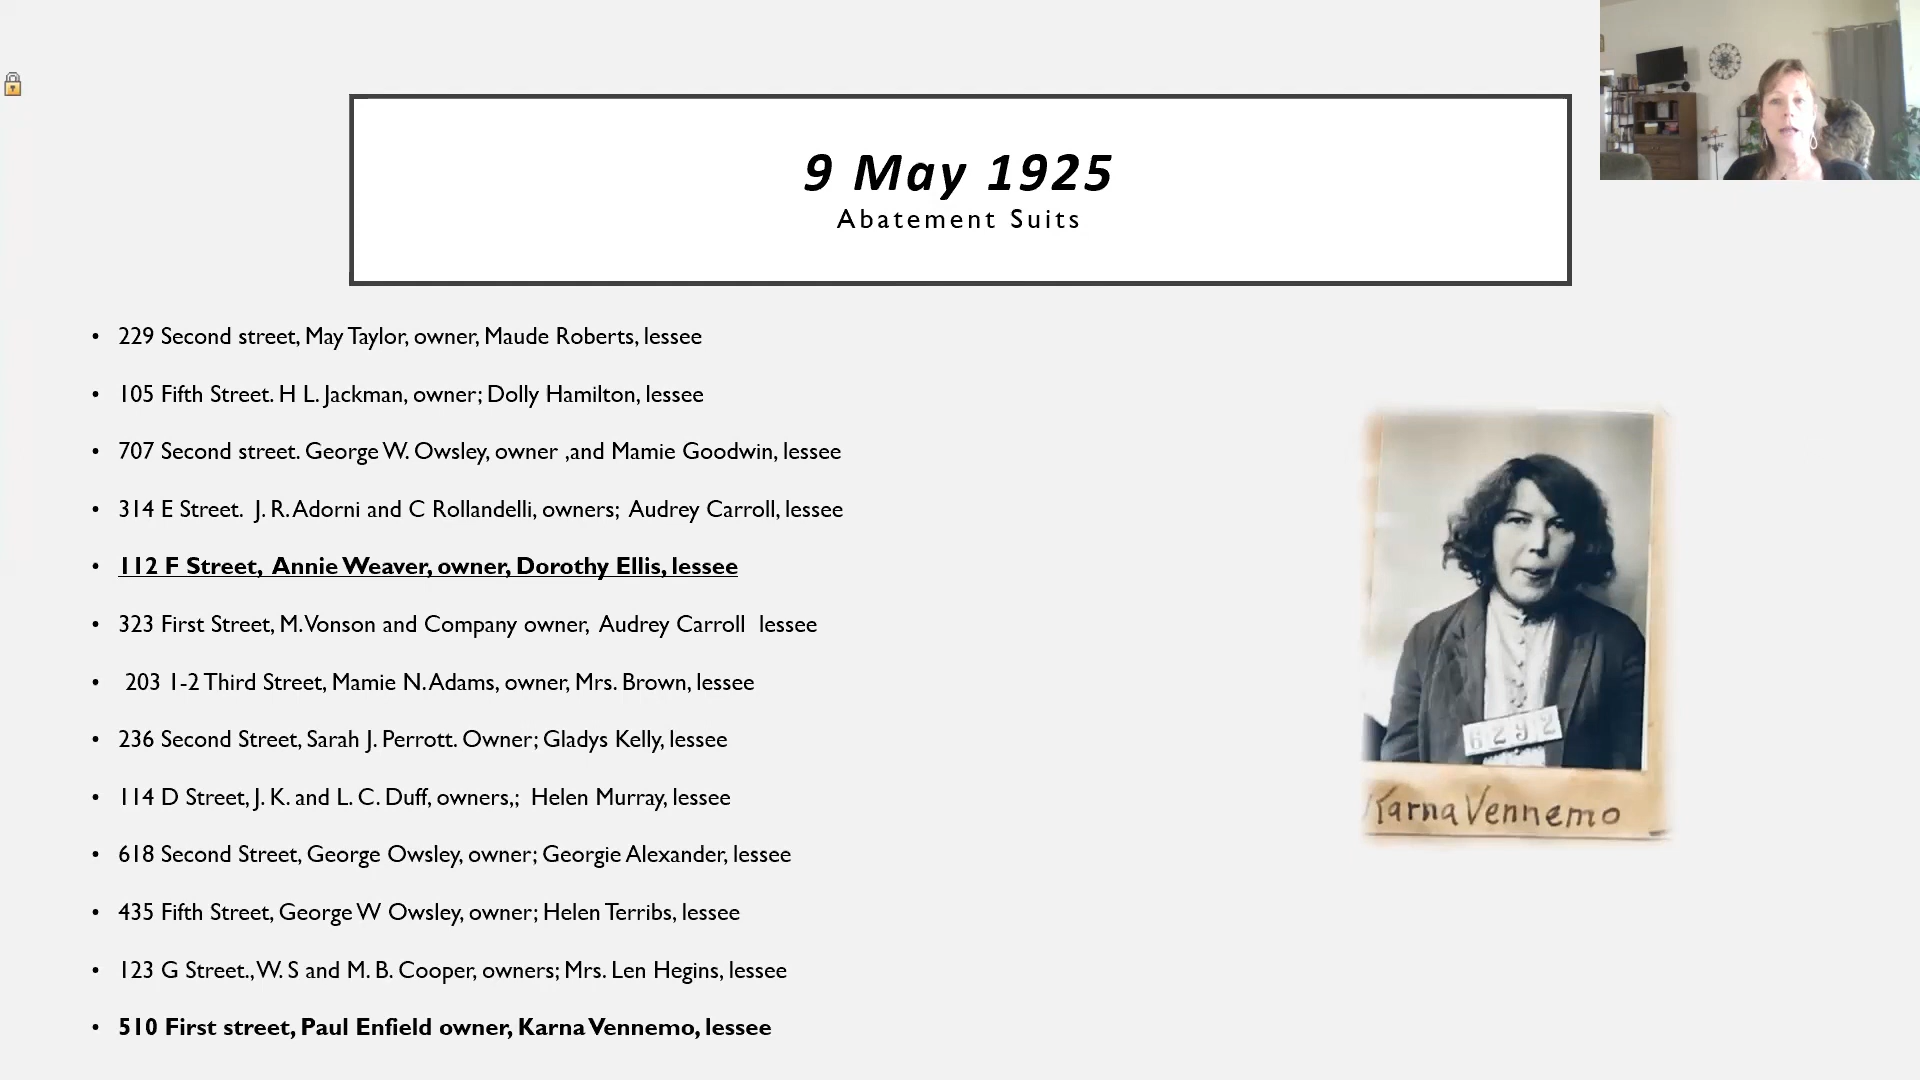 9 May 1925
Abatement Suits
• 229 Second street, May Taylor, owner, Maude Roberts, lessee
• 105 Fifth Street. H L. Jackman, owner; Dolly Hamilton, lessee
• 707 Second street. George W. Owsley, owner ,and Mamie Goodwin, lessee
• 314 E Street.  J. R. Adorni and C Rollandelli, owners;  Audrey Carroll, lessee
• 112 F Street,  Annie Weaver, owner, Dorothy Ellis, lessee
• 323 First Street, M. Vonson and Company owner,  Audrey Carroll  lessee
• 203 1-2 Third Street, Mamie N. Adams, owner, Mrs. Brown, lessee
• 236 Second Street, Sarah J. Perrott. Owner; Gladys Kelly, lessee
• 114 D Street, J. K. and L. C. Duff, owners,;  Helen Murray, lessee
• 618 Second Street, George Owsley, owner; Georgie Alexander, lessee
• 435 Fifth Street, George W Owsley, owner; Helen Terribs, lessee
• 123 G Street., W. S and M. B. Cooper, owners; Mrs. Len Hegins, lessee
• 510 First street, Paul Enfield owner, Karna Vennemo, lessee
6292
Karna Vennemo